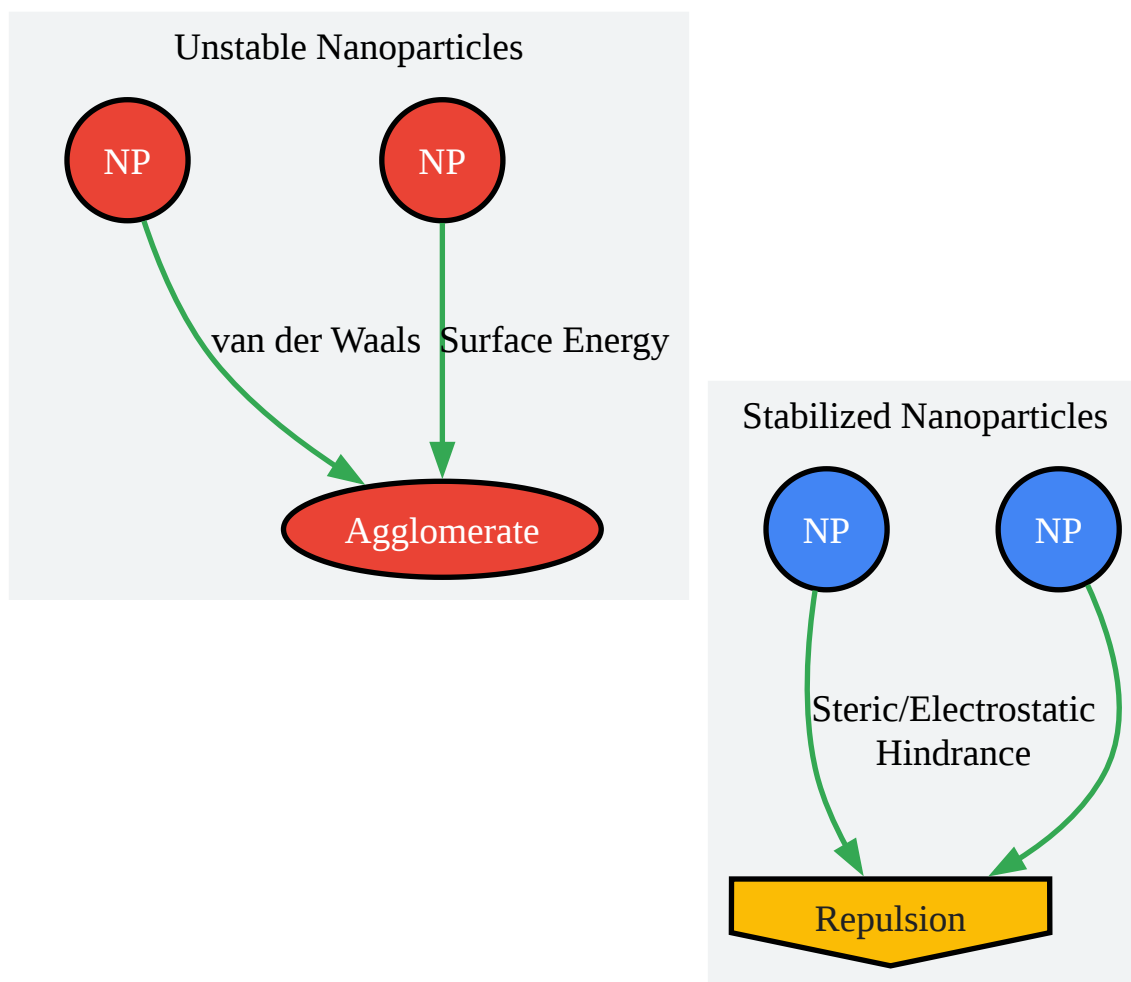 Unstable Nanoparticles
NP
NP
van der Waals
Surface Energy
Agglomerate
Stabilized Nanoparticles
NP
NP
Steric/Electrostatic
Hindrance
Repulsion